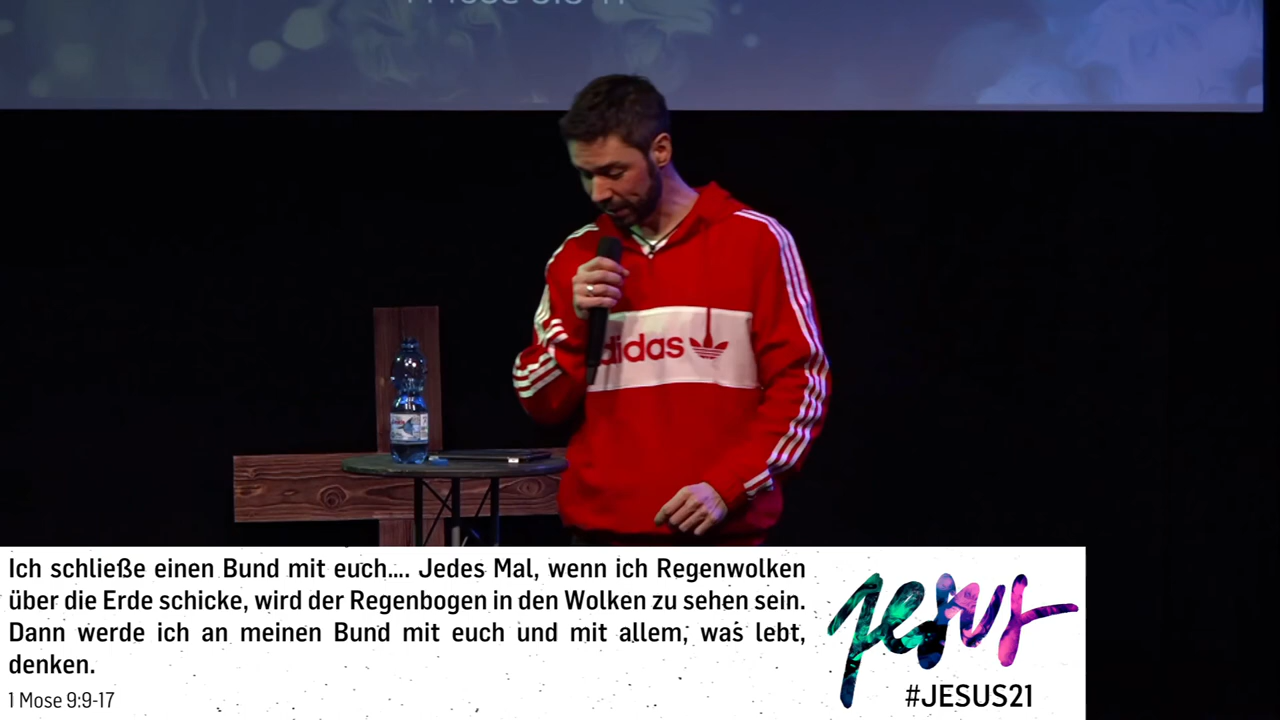 adidas
Ich schließe einen Bund mit euch.... Jedes Mal, wenn ich Regenwolken
über die Erde schicke, wird der Regenbogen in den Wolken zu sehen sein.
Dann werde ich an meinen Bund mit euch und mit allem, was lebt,
denken.
1 Mose 9:9-17
jesus
#JESUS21